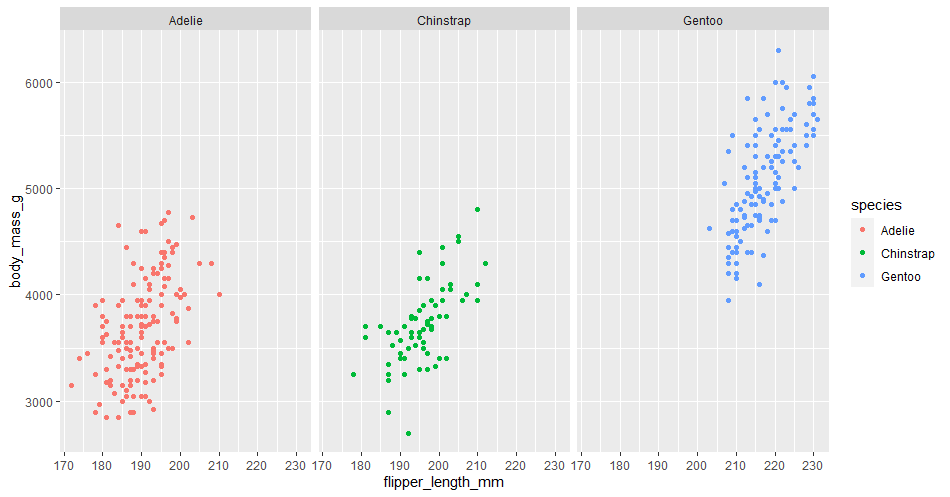 Adelie Chinstrap Gentoo
6000
5000
4000
3000
body_mass_g
170 180 190 200 210 220 230 170 180 190 200 210 220 230 170 180 190 200 210 220 230
flipper_length_mm
species
Adelie
Chinstrap
Gentoo